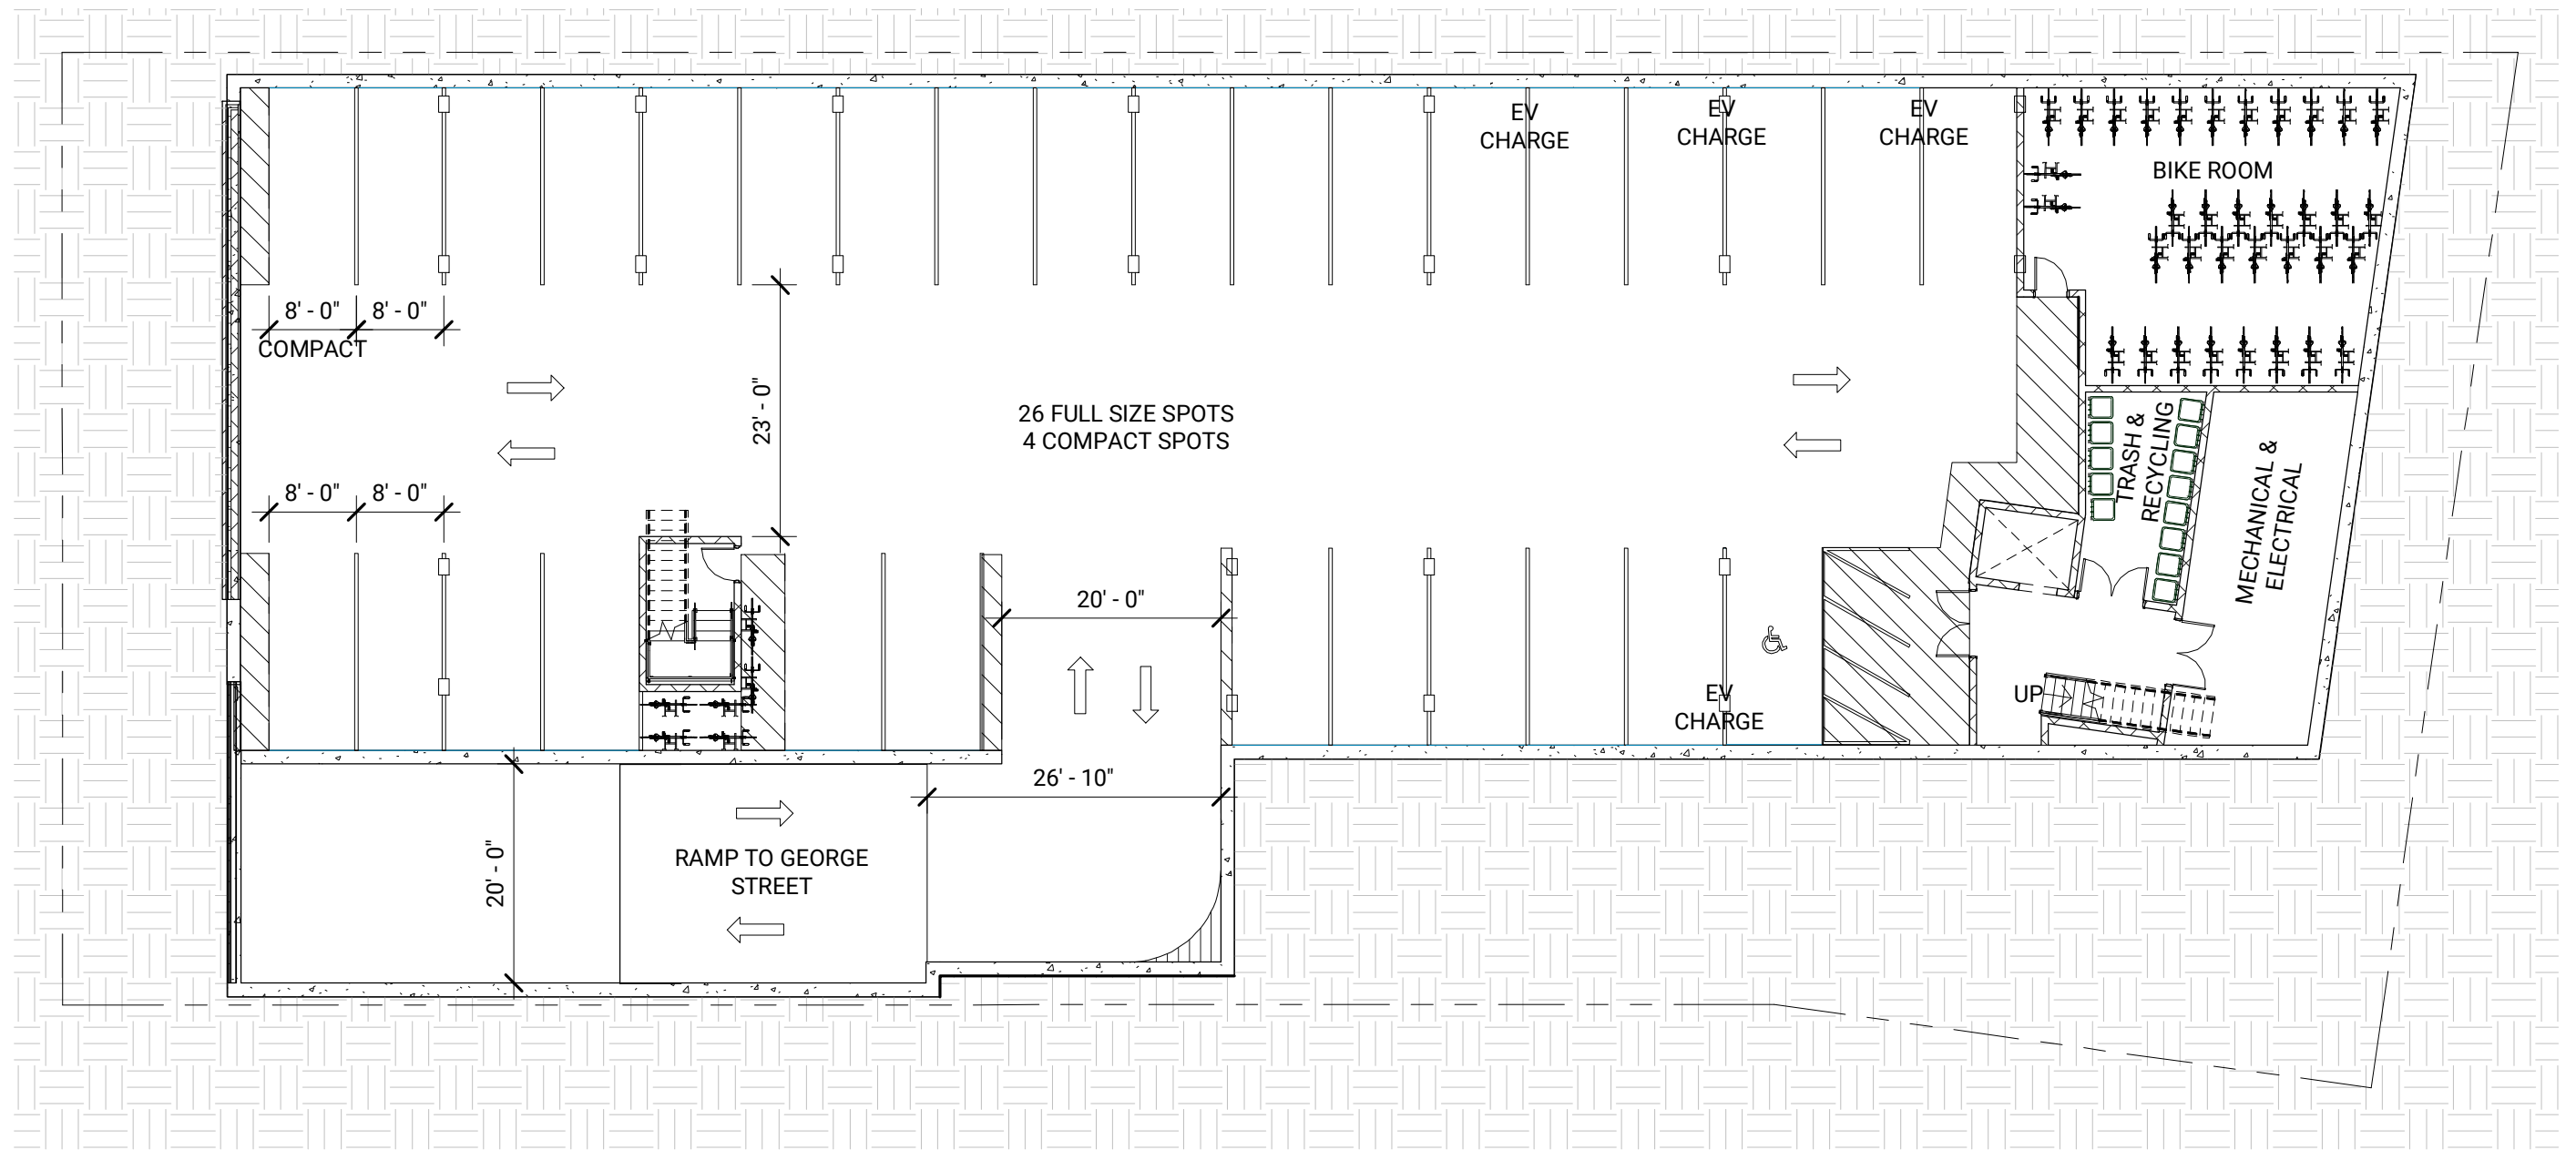 EV
CHARGE
EV
CHARGE
EV
CHARGE
BIKE ROOM
8' - 0"
8' - 0"
COMPACT
23' - 0"
26 FULL SIZE SPOTS
4 COMPACT SPOTS
8' - 0"
8' - 0"
TRASH &
RECYCLING
MECHANICAL &
ELECTRICAL
20' - 0"
EV
CHARGE
UP
26' - 10"
20' - 0"
RAMP TO GEORGE
STREET